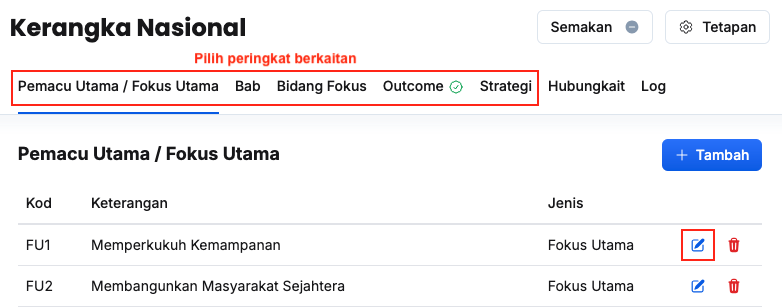 Kerangka Nasional
Semakan
Tetapan
Pilih peringkat berkaitan
Pemacu Utama / Fokus Utama Bab Bidang Fokus Outcome Strategi Hubungkait Log
Pemacu Utama / Fokus Utama
+ Tambah
Kod Keterangan Jenis
FU1 Memperkukuh Kemampanan Fokus Utama
FU2 Membangunkan Masyarakat Sejahtera Fokus Utama